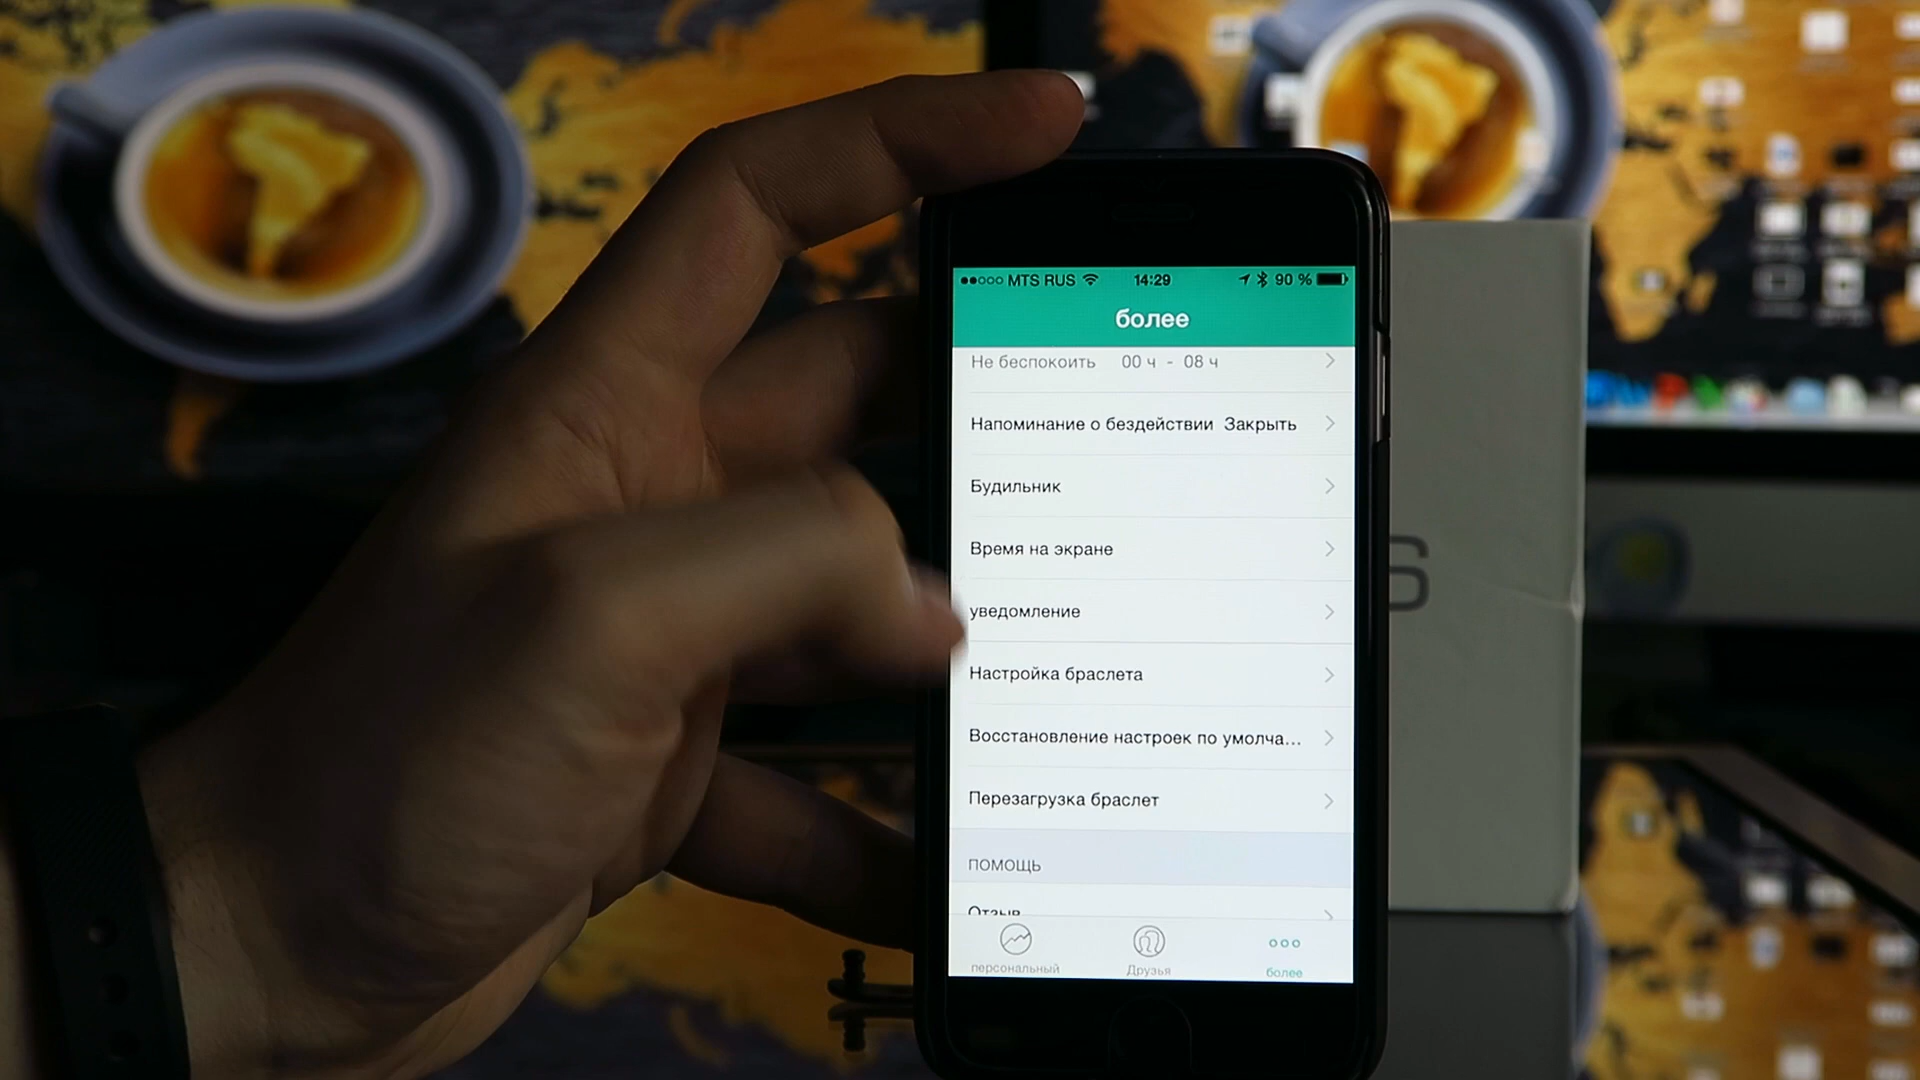 MTS RUS 14:29 90 %
более
Не беспокоить 00 ч - 08 ч
Напоминание о бездействии Закрыть
Будильник
Время на экране
уведомление
Настройка браслета
Восстановление настроек по умолча...
Перезагрузка браслет
ПОМОЩЬ
Отзыв
персональный Друзья более
S